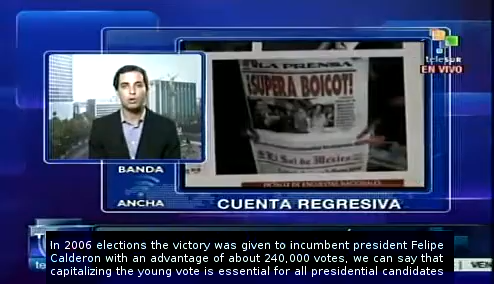 teleSUR
EN VIVO
LA PRENSA
¡SUPERA BOICOT!
El Sol de México
BANDA
ANCHA
CUENTA REGRESIVA
In 2006 elections the victory was given to incumbent president Felipe
Calderon with an advantage of about 240,000 votes, we can say that
capitalizing the young vote is essential for all presidential candidates